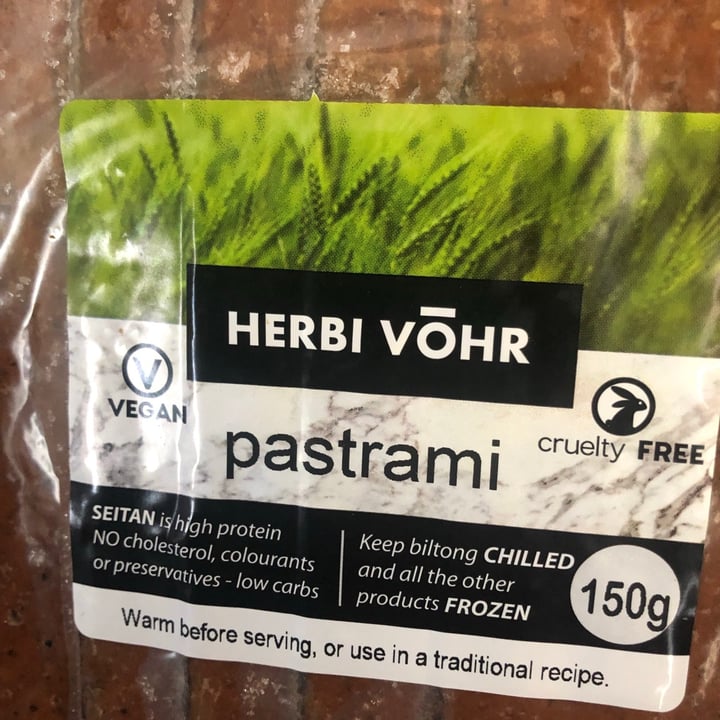 HERBI VŌHR
V
VEGAN
cruelty FREE
pastrami
SEITAN is high protein
NO cholesterol, colourants
or preservatives - low carbs
Keep biltong CHILLED
and all the other
products FROZEN
150g
Warm before serving, or use in a traditional recipe.